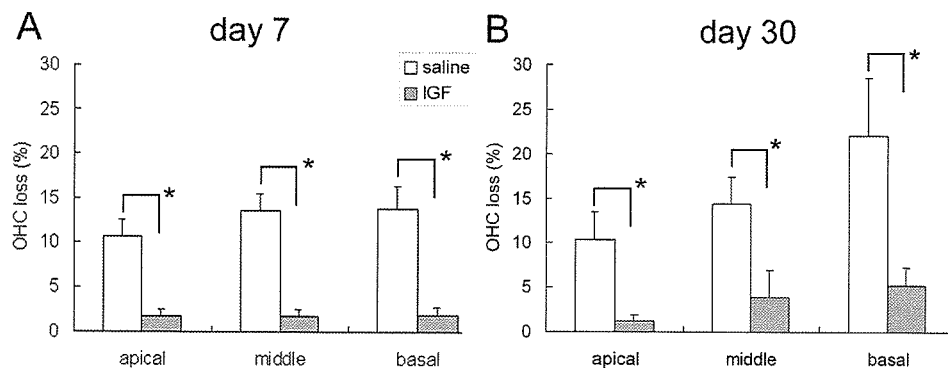 A
day 7
OHC loss (%)
30
25
20
15
10
5
0
saline
IGF
*
*
*
apical
middle
basal
B
day 30
OHC loss (%)
30
25
20
15
10
5
0
*
*
*
apical
middle
basal